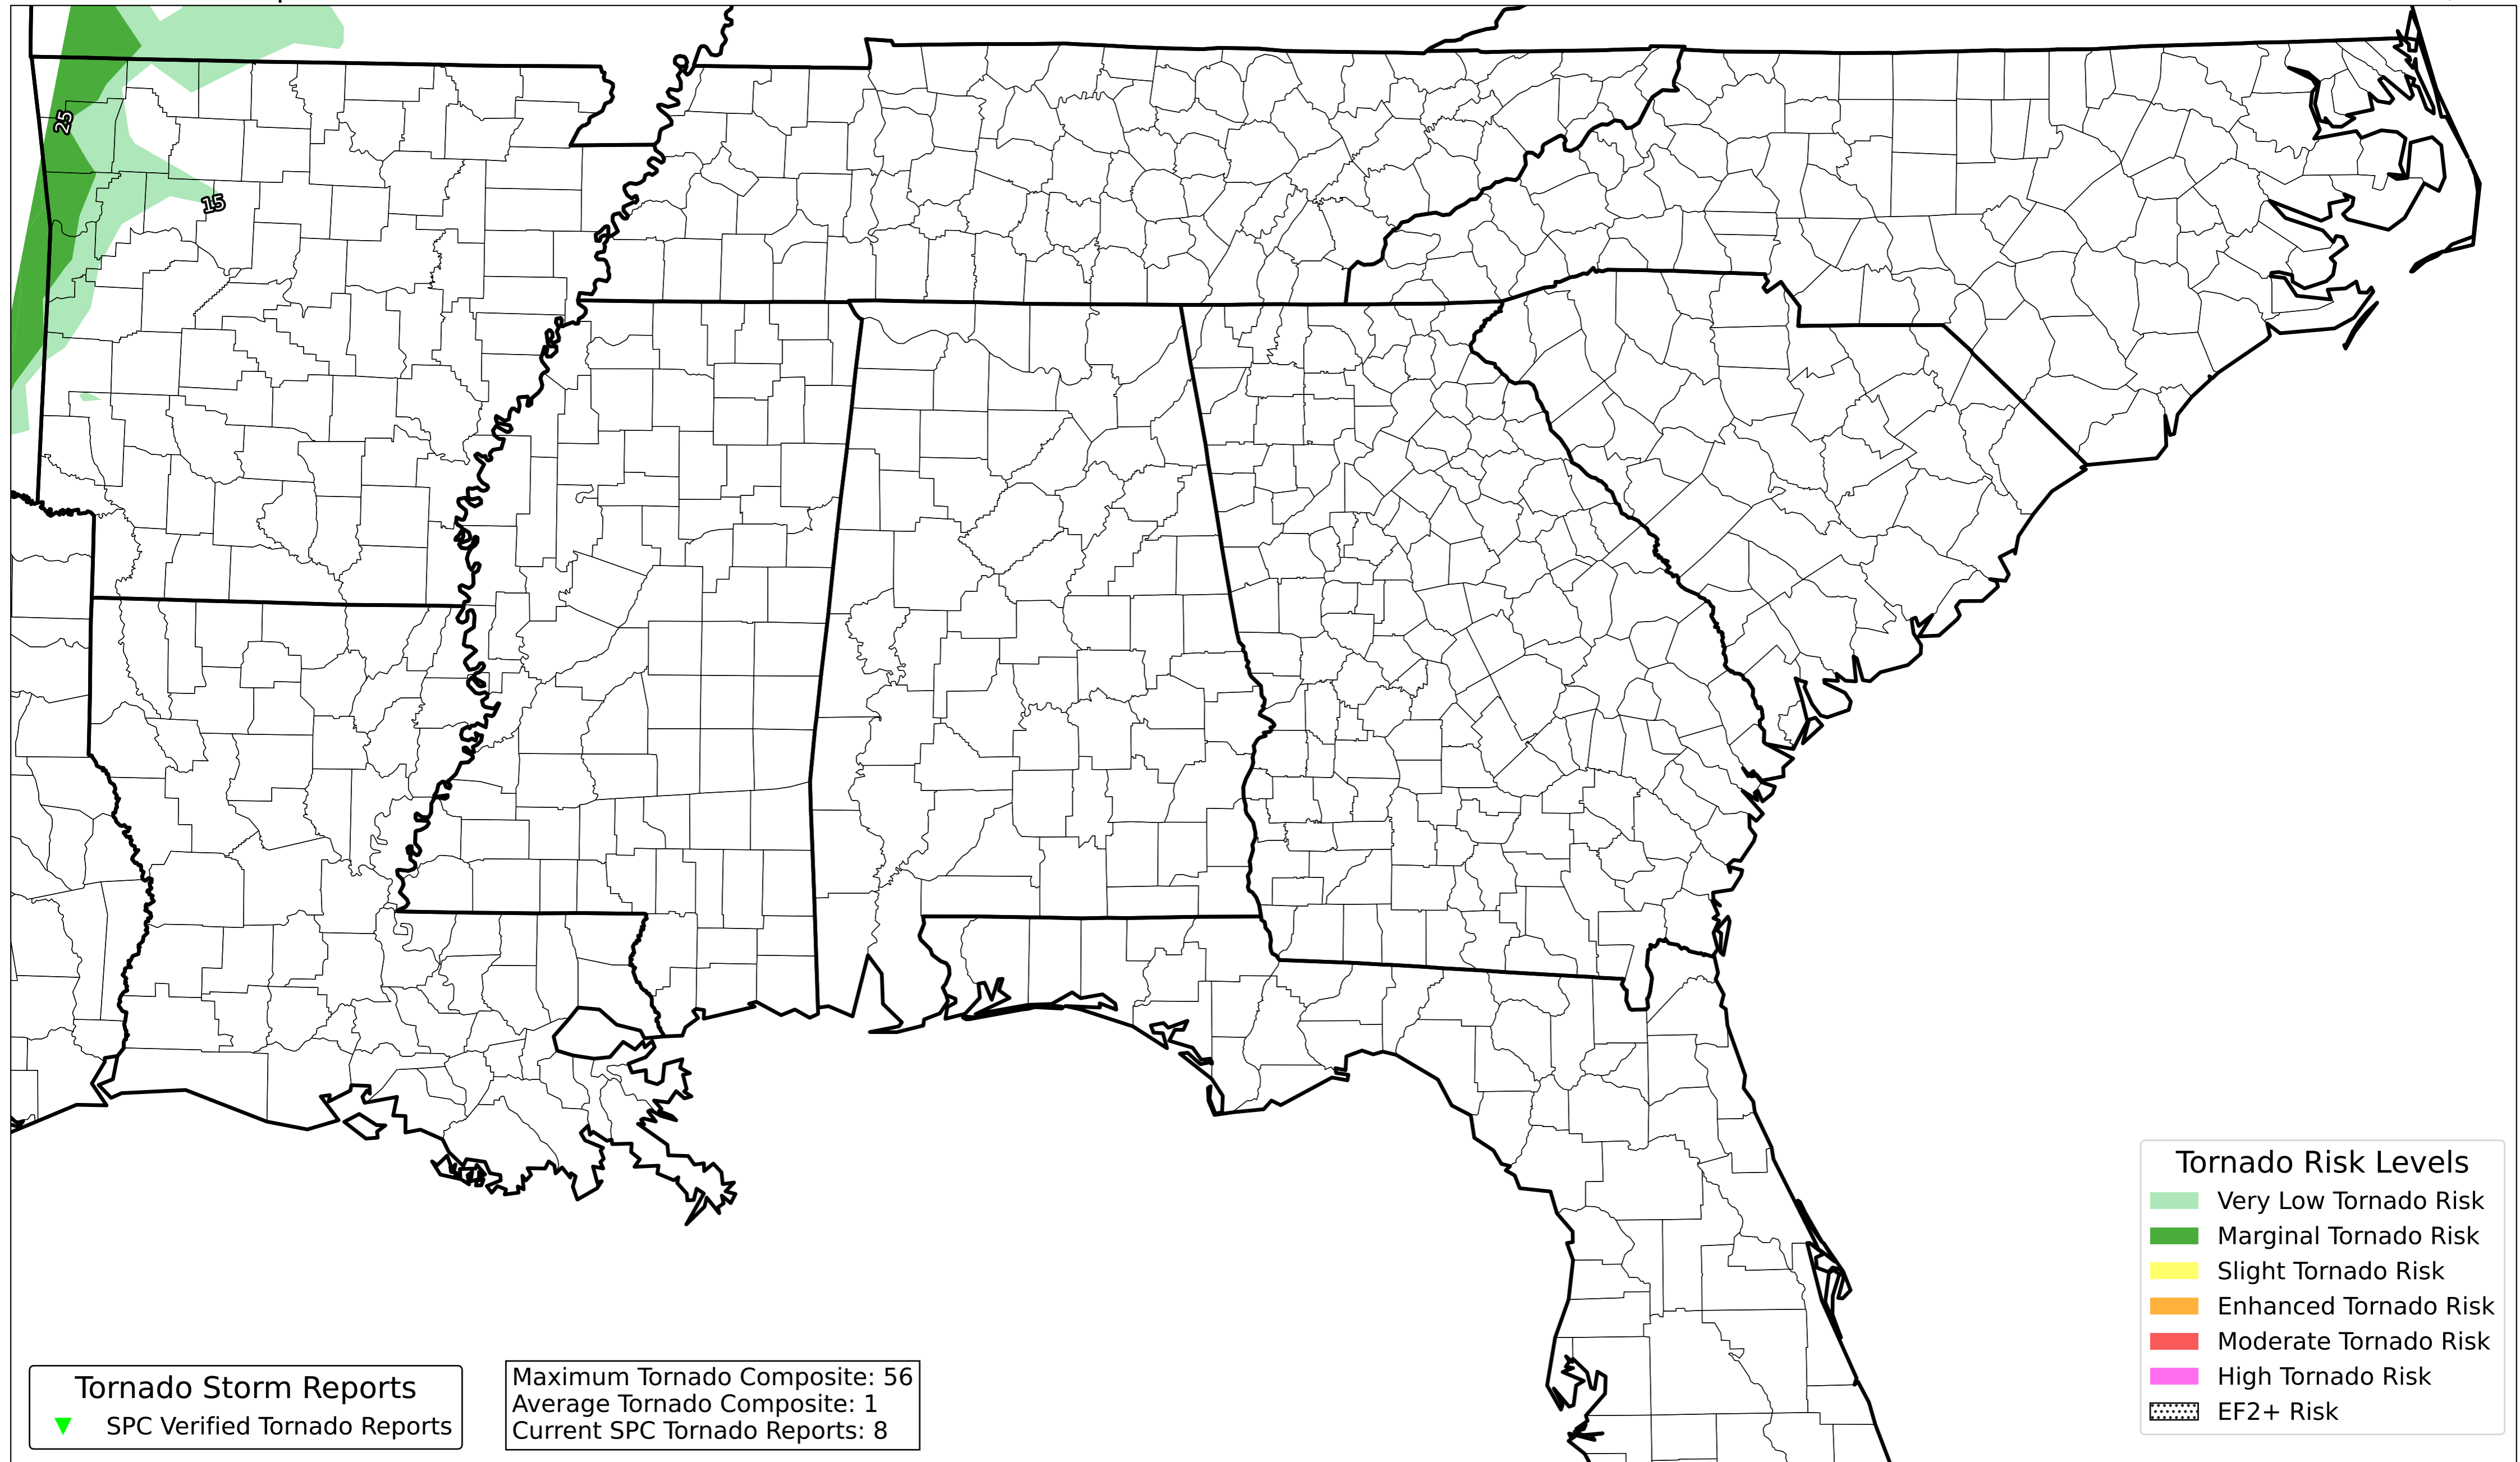 25
15
Tornado Risk Levels
Very Low Tornado Risk
Marginal Tornado Risk
Slight Tornado Risk
Enhanced Tornado Risk
Moderate Tornado Risk
High Tornado Risk
EF2+ Risk
Tornado Storm Reports
SPC Verified Tornado Reports
Maximum Tornado Composite: 56
Average Tornado Composite: 1
Current SPC Tornado Reports: 8